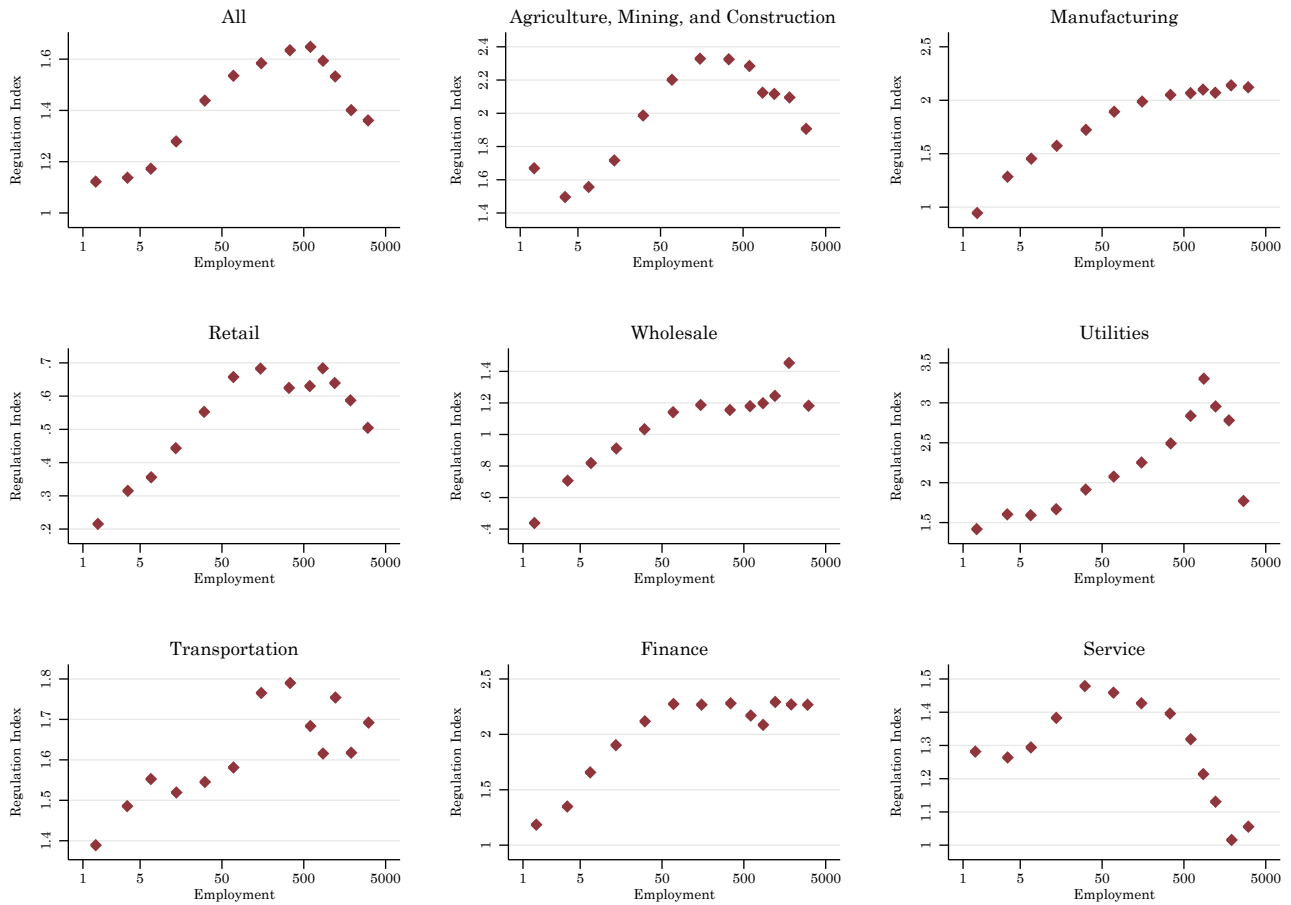 All
Regulation Index
1.6
1.4
1.2
1
1 5 50 500 5000
Employment
Agriculture, Mining, and Construction
Regulation Index
2.4
2.2
2
1.8
1.6
1.4
1 5 50 500 5000
Employment
Manufacturing
Regulation Index
2.5
2
1.5
1
1 5 50 500 5000
Employment
Retail
Regulation Index
.7
.6
.5
.4
.3
.2
1 5 50 500 5000
Employment
Wholesale
Regulation Index
1.4
1.2
1
.8
.6
.4
1 5 50 500 5000
Employment
Utilities
Regulation Index
3.5
3
2.5
2
1.5
1 5 50 500 5000
Employment
Transportation
Regulation Index
1.8
1.7
1.6
1.5
1.4
1 5 50 500 5000
Employment
Finance
Regulation Index
2.5
2
1.5
1
1 5 50 500 5000
Employment
Service
Regulation Index
1.5
1.4
1.3
1.2
1.1
1
1 5 50 500 5000
Employment